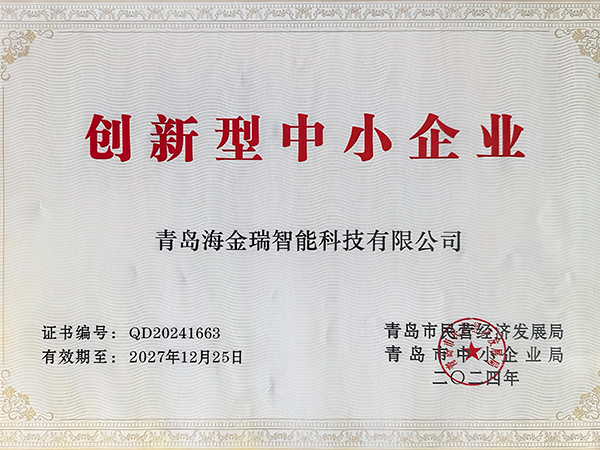 创新型中小企业
青岛海金瑞智能科技有限公司
证书编号: QD20241663
有效期至: 2027年12月25日
青岛市民营经济发展局
青岛市中小企业局
二〇二四年